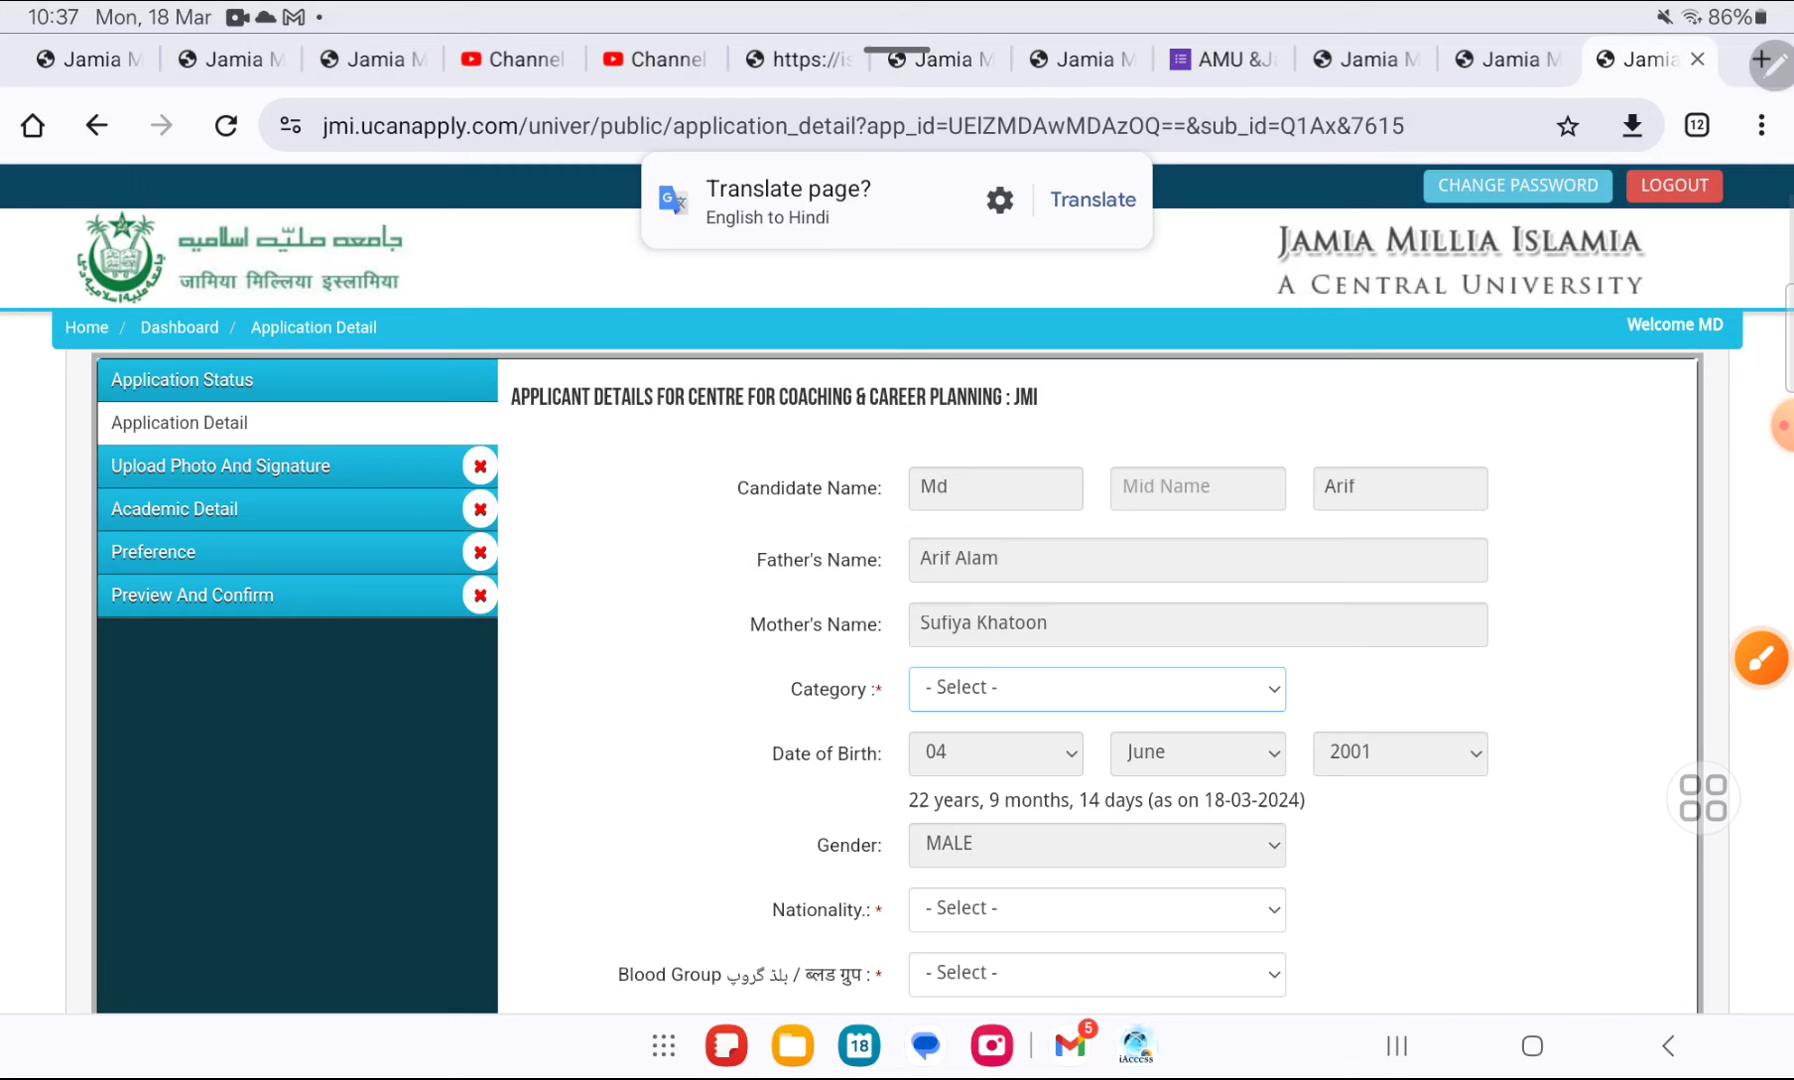 10:37 Mon, 18 Mar
86%
Jamia M
Jamia M
Jamia M
Channel
Channel
https://is
Jamia M
Jamia M
AMU &Ja
Jamia M
Jamia M
Jamia
jmi.ucanapply.com/univer/public/application_detail?app_id=UElZMDAwMDAzOQ==&sub_id=Q1Ax&7615
12
Translate page?
English to Hindi
Translate
CHANGE PASSWORD
LOGOUT
جامعہ ملیّہ اسلامیہ
जामिया मिल्लिया इस्लामिया
JAMIA MILLIA ISLAMIA
A CENTRAL UNIVERSITY
Home / Dashboard / Application Detail
Welcome MD
Application Status
Application Detail
Upload Photo And Signature
Academic Detail
Preference
Preview And Confirm
APPLICANT DETAILS FOR CENTRE FOR COACHING & CAREER PLANNING : JMI
Candidate Name: Md Mid Name Arif
Father's Name: Arif Alam
Mother's Name: Sufiya Khatoon
Category :* - Select -
Date of Birth: 04 June 2001
22 years, 9 months, 14 days (as on 18-03-2024)
Gender: MALE
Nationality.: * - Select -
Blood Group بلڈ گروپ / ब्लड ग्रुप : * - Select -
18
5
iAccess